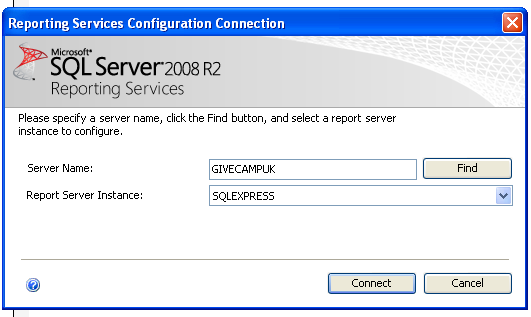 Reporting Services Configuration Connection
Microsoft®
SQL Server® 2008 R2
Reporting Services
Please specify a server name, click the Find button, and select a report server
instance to configure.
Server Name:
GIVECAMPUK
Find
Report Server Instance:
SQLEXPRESS
?
Connect
Cancel